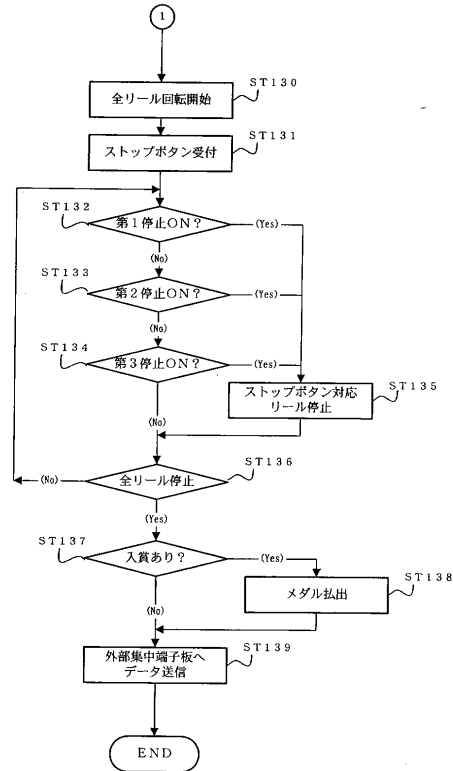 1
ST130
全リール回転開始
ST131
ストップボタン受付
ST132
第1停止ON?
(Yes)
(No)
ST133
第2停止ON?
(Yes)
(No)
ST134
第3停止ON?
(Yes)
ST135
ストップボタン対応
リール停止
(No)
ST136
全リール停止
(No)
(Yes)
ST137
入賞あり?
(Yes)
ST138
メダル払出
(No)
ST139
外部集中端子板へ
データ送信
END